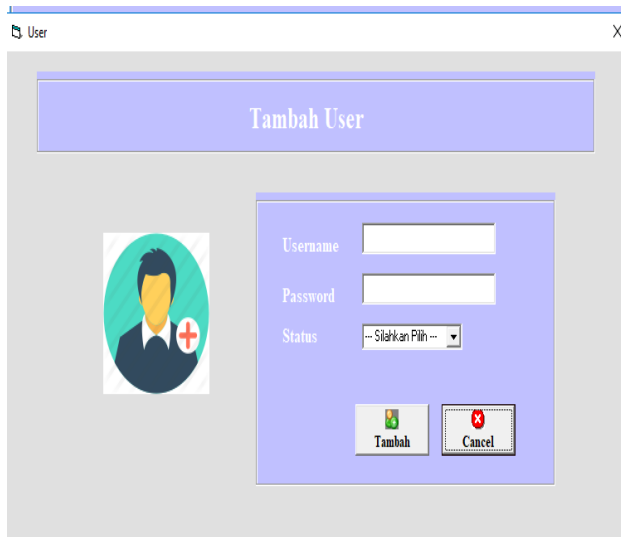 User
Tambah User
Username
Password
Status
--- Silahkan Pilih ---
Tambah
Cancel